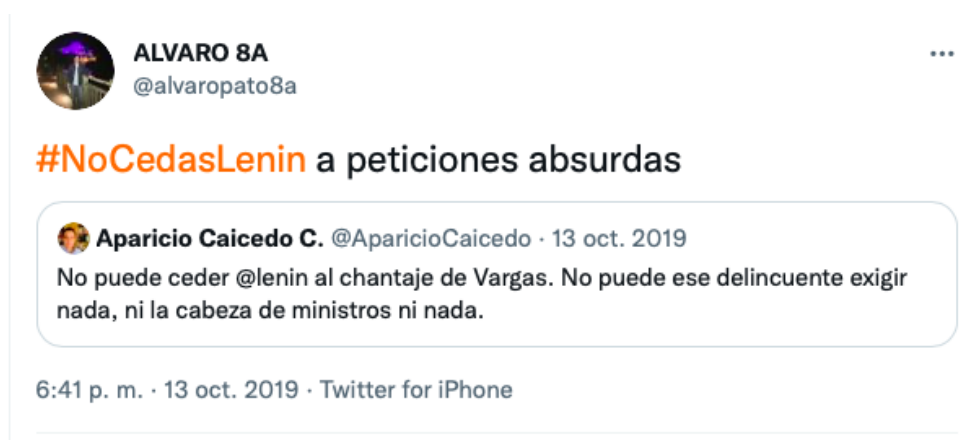 ALVARO 8A
@alvaropato8a
#NoCedasLenin a peticiones absurdas
Aparicio Caicedo C. @AparicioCaicedo · 13 oct. 2019
No puede ceder @lenin al chantaje de Vargas. No puede ese delincuente exigir
nada, ni la cabeza de ministros ni nada.
6:41 p. m. · 13 oct. 2019 · Twitter for iPhone